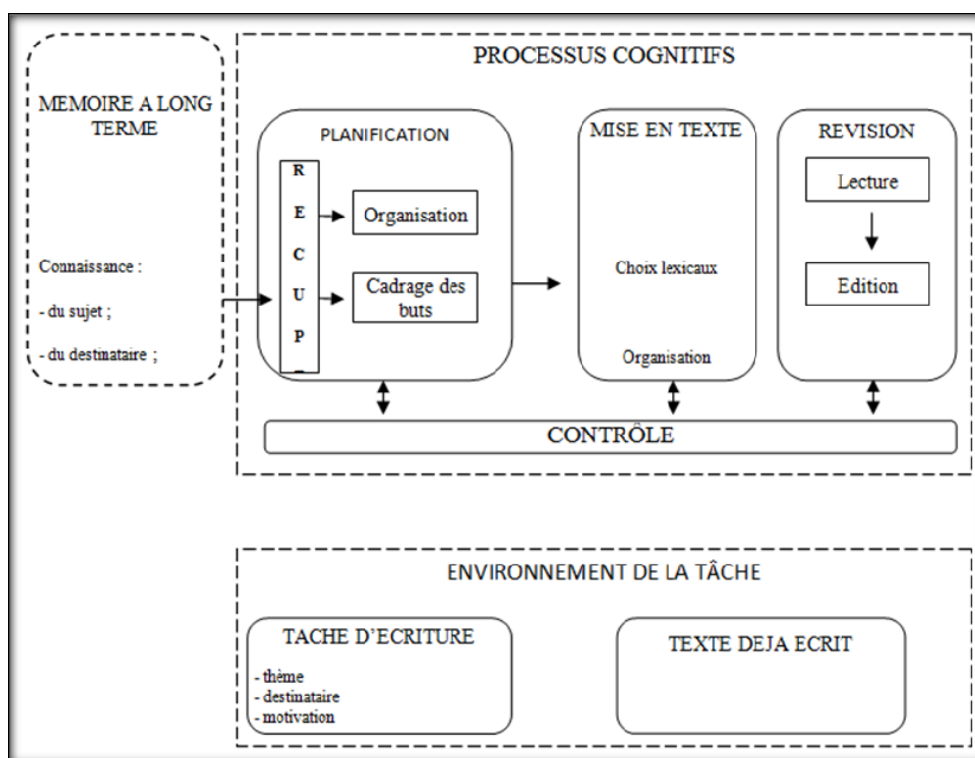 PROCESSUS COGNITIFS
MEMOIRE A LONG
TERME
Connaissance :
- du sujet ;
- du destinataire ;
PLANIFICATION
R
E
C
U
P
Organisation
Cadrage des
buts
MISE EN TEXTE
Choix lexicaux
Organisation
REVISION
Lecture
Edition
CONTRÔLE
ENVIRONNEMENT DE LA TÂCHE
TACHE D'ECRITURE
- thème
- destinataire
- motivation
TEXTE DEJA ECRIT